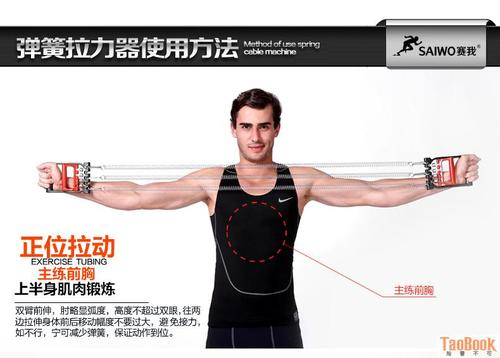 弹簧拉力器使用方法
Method of use spring
cable machine
SAIWO赛我®
正位拉动
EXERCISE TUBING
主练前胸
上半身肌肉锻炼
双臂前伸，肘略显弧度，高度不超过双眼，往两
边拉伸身体前后移动幅度不要过大，避免接力，
如不行，宁可减少弹簧，保证动作到位。
主练前胸
TaoBooK